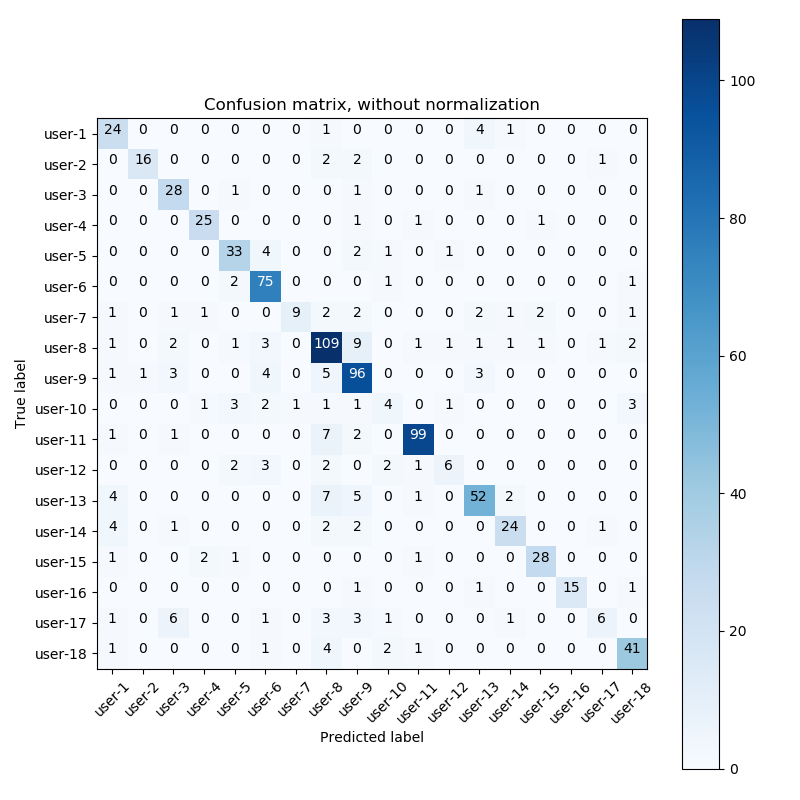 Confusion matrix, without normalization
True label
user-1 24 0 0 0 0 0 0 1 0 0 0 0 4 1 0 0 0 0
user-2 0 16 0 0 0 0 0 2 2 0 0 0 0 0 0 0 1 0
user-3 0 0 28 0 1 0 0 0 1 0 0 0 1 0 0 0 0 0
user-4 0 0 0 25 0 0 0 0 1 0 1 0 0 0 1 0 0 0
user-5 0 0 0 0 33 4 0 0 2 1 0 1 0 0 0 0 0 0
user-6 0 0 0 0 2 75 0 0 0 1 0 0 0 0 0 0 0 1
user-7 1 0 1 1 0 0 9 2 2 0 0 0 2 1 2 0 0 1
user-8 1 0 2 0 1 3 0 109 9 0 1 1 1 1 1 0 1 2
user-9 1 1 3 0 0 4 0 5 96 0 0 0 3 0 0 0 0 0
user-10 0 0 0 1 3 2 1 1 1 4 0 1 0 0 0 0 0 3
user-11 1 0 1 0 0 0 0 7 2 0 99 0 0 0 0 0 0 0
user-12 0 0 0 0 2 3 0 2 0 2 1 6 0 0 0 0 0 0
user-13 4 0 0 0 0 0 0 7 5 0 1 0 52 2 0 0 0 0
user-14 4 0 1 0 0 0 0 2 2 0 0 0 0 24 0 0 1 0
user-15 1 0 0 2 1 0 0 0 0 0 1 0 0 0 28 0 0 0
user-16 0 0 0 0 0 0 0 0 1 0 0 0 1 0 0 15 0 1
user-17 1 0 6 0 0 1 0 3 3 1 0 0 0 1 0 0 6 0
user-18 1 0 0 0 0 1 0 4 0 2 1 0 0 0 0 0 0 41
user-1 user-2 user-3 user-4 user-5 user-6 user-7 user-8 user-9 user-10 user-11 user-12 user-13 user-14 user-15 user-16 user-17 user-18
Predicted label
100
80
60
40
20
0